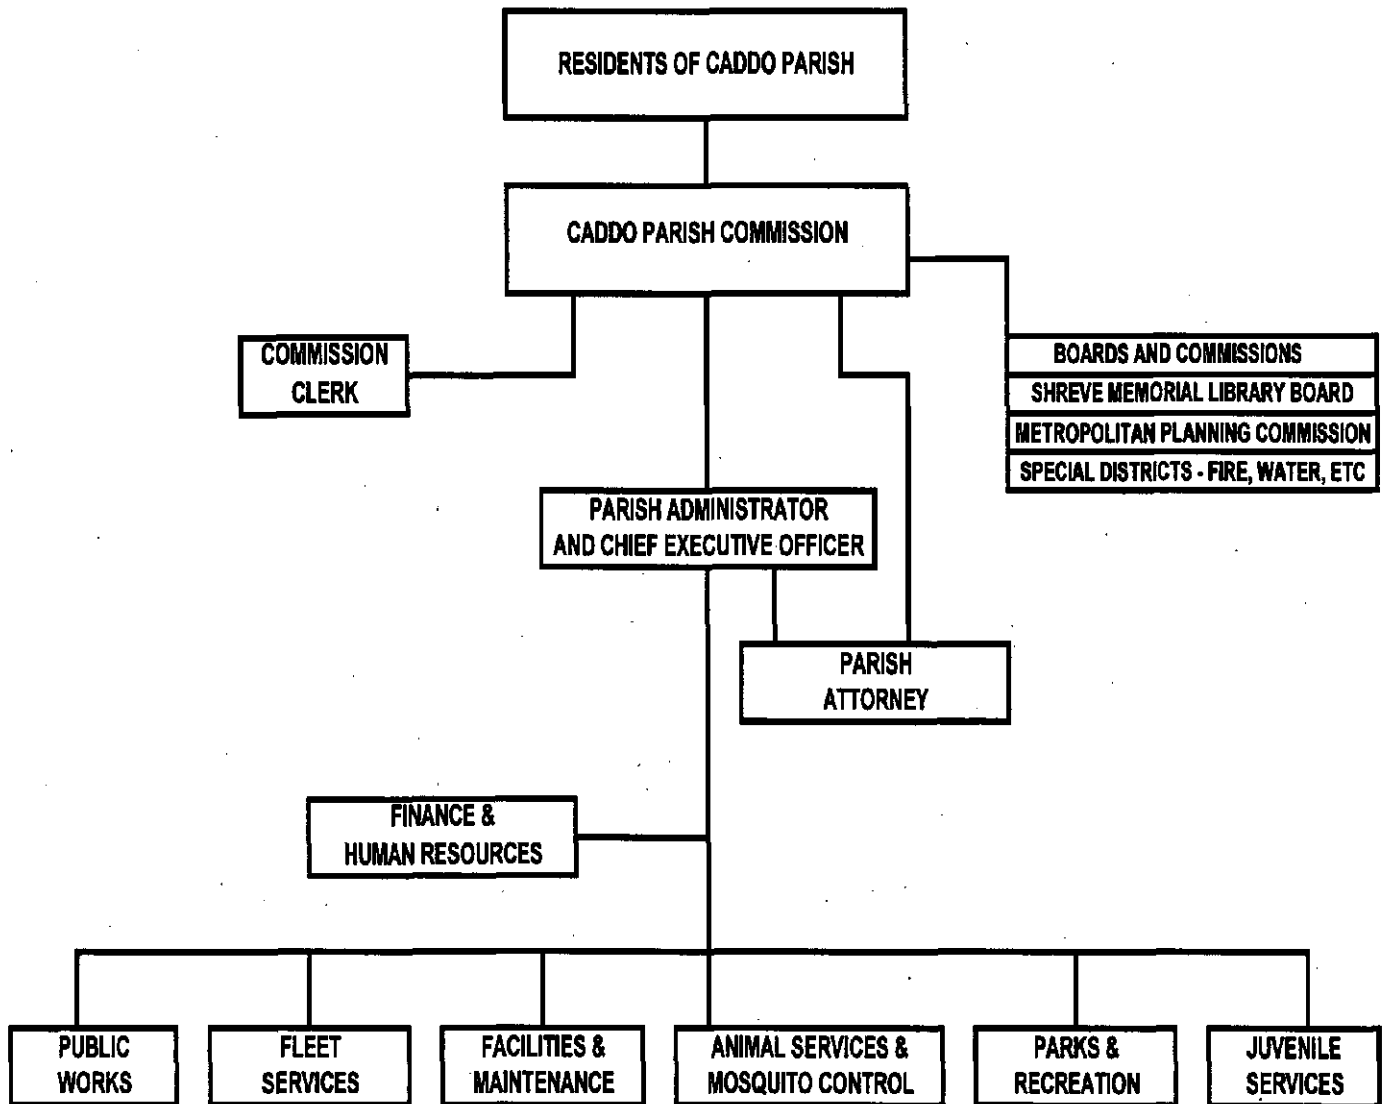 RESIDENTS OF CADDO PARISH
CADDO PARISH COMMISSION
COMMISSION
CLERK
BOARDS AND COMMISSIONS
SHREVE MEMORIAL LIBRARY BOARD
METROPOLITAN PLANNING COMMISSION
SPECIAL DISTRICTS - FIRE, WATER, ETC
PARISH ADMINISTRATOR
AND CHIEF EXECUTIVE OFFICER
PARISH
ATTORNEY
FINANCE &
HUMAN RESOURCES
PUBLIC
WORKS
FLEET
SERVICES
FACILITIES &
MAINTENANCE
ANIMAL SERVICES &
MOSQUITO CONTROL
PARKS &
RECREATION
JUVENILE
SERVICES